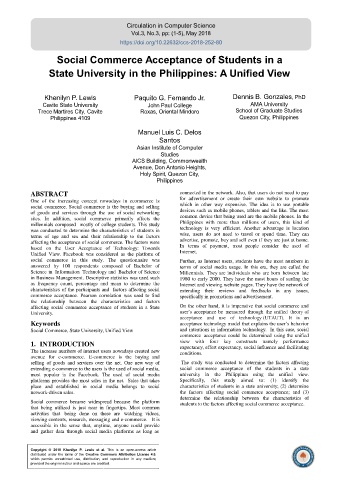 Circulation in Computer Science
Vol.3, No.3, pp: (1-5), May 2018
https://doi.org/10.22632/ccs-2018-252-80
Social Commerce Acceptance of Students in a
State University in the Philippines: A Unified View
Khenilyn P. Lewis
Cavite State University
Trece Martires City, Cavite
Philippines 4109
Paquito G. Fernando Jr.
John Paul College
Roxas, Oriental Mindoro
Dennis B. Gonzales, PhD
AMA University
School of Graduate Studies
Quezon City, Philippines
Manuel Luis C. Delos
Santos
Asian Institute of Computer
Studies
AICS Building, Commonwealth
Avenue, Don Antonio Heights,
Holy Spirit, Quezon City,
Philippines
ABSTRACT
One of the increasing concept nowadays in ecommerce is
social commerce. Social commerce is the buying and selling
of goods and services through the use of social networking
sites. In addition, social commerce primarily affects the
millennials composed mostly of college students. This study
was conducted to determine the characteristics of students in
terms of age and sex and their relationship to the factors
affecting the acceptance of social commerce. The factors were
based on the User Acceptance of Technology Towards
Unified View. Facebook was considered as the platform of
social commerce in this study. The questionnaire was
answered by 100 respondents composed of Bachelor of
Science in Information Technology and Bachelor of Science
in Business Management. Descriptive statistics was used such
as frequency count, percentage and mean to determine the
characteristics of the participants and factors affecting social
commerce acceptance. Pearson correlation was used to find
the relationship between the characteristics and factors
affecting social commerce acceptance of students in a State
University.
Keywords
Social Commerce, State University, Unified View
1. INTRODUCTION
The increase number of internet users nowadays created new
avenue for e-commerce. E-commerce is the buying and
selling of goods and services over the net. One new way of
extending e-commerce to the users is the used of social media,
most popular is the Facebook. The used of social media
platforms provides the most sales in the net. Sales that takes
place and established in social media belongs to social
network-driven sales.
Social commerce became widespread because the platform
that being utilized is just near in fingertips. Most common
activities that being done on these are watching videos,
viewing contents, research, messaging and e-commerce. It is
accessible in the sense that, anytime, anyone could provide
and gather data through social media platforms as long as
connected in the network. Also, that users do not need to pay
for advertisement or create their own website to promote
which in other way expensive. The idea is to use portable
devices such as mobile phones, tablets and the like. The most
common device that being used are the mobile phones. In the
Philippines with more than millions of users, this kind of
technology is very efficient. Another advantage is location
wise, users do not need to travel or spend time. They can
advertise, promote, buy and sell even if they are just at home.
In terms of payment, most people consider the used of
Internet.
Further, as Internet users, students have the most numbers in
terms of social media usage. In this era, they are called the
Millennials. They are individuals who are born between late
1980 to early 2000. They have the most hours of surfing the
internet and viewing website pages. They have the network of
extending their reviews and feedbacks in any issues,
specifically in promotions and advertisement.
On the other hand, it is imperative that social commerce and
user's acceptance be measured through the unified theory of
acceptance and use of technology(UTAUT). It is an
acceptance technology model that explains the user's behavior
and intentions in information technology. In this case, social
commerce acceptance could be determined using the unified
view with four key constructs namely performance
expectancy, effort expectancy, social influence and facilitating
conditions.
The study was conducted to determine the factors affecting
social commerce acceptance of the students in a state
university in the Philippines using the unified view.
Specifically, this study aimed to: (1) identify the
characteristics of students in a state university; (2) determine
the factors affecting social commerce acceptance; and (3)
determine the relationship between the characteristics of
students to the factors affecting social commerce acceptance.
Copyright © 2018 Khenilyn P. Lewis et al. This is an open-access article
distributed under the terms of the Creative Commons Attribution License 4.0,
which permits unrestricted use, distribution, and reproduction in any medium,
provided the original author and source are credited.